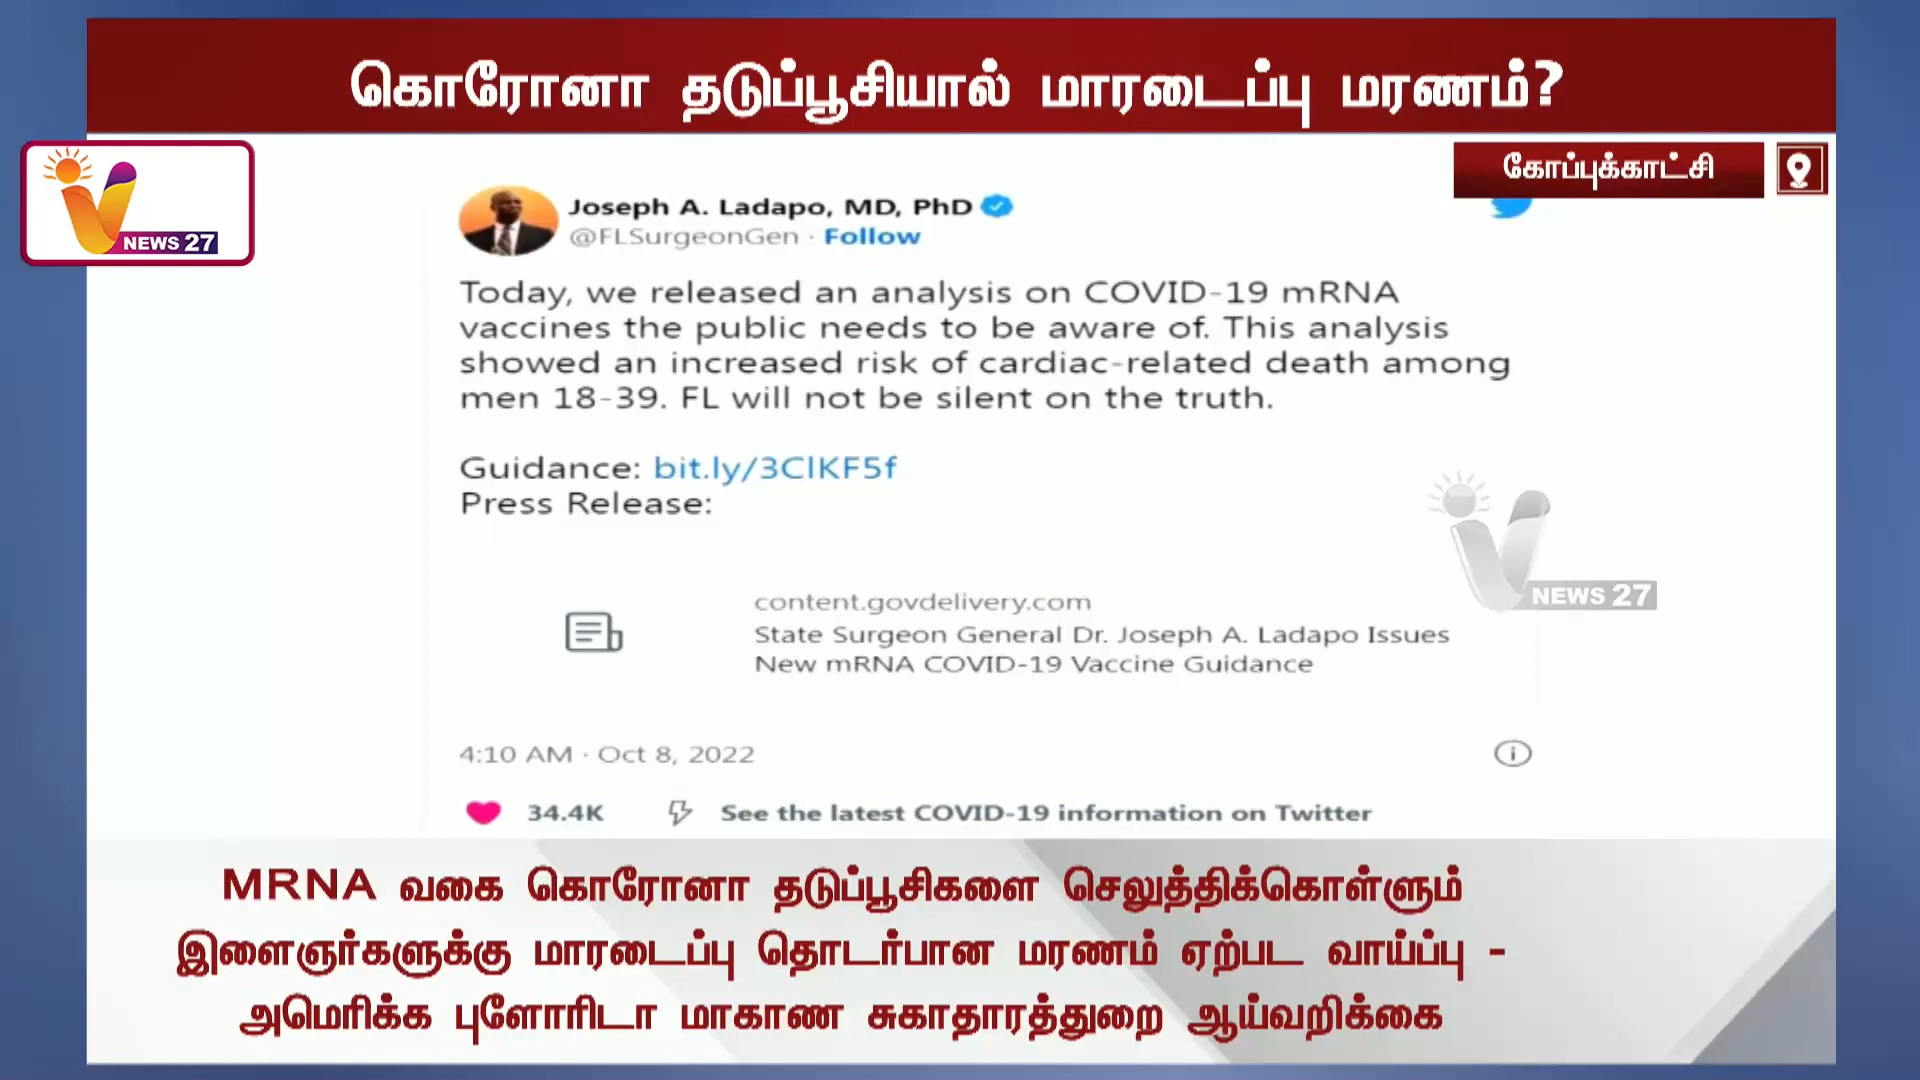 கொரோனா தடுப்பூசியால் மாரடைப்பு மரணம்?
NEWS 27
கோப்புக்காட்சி
Joseph A. Ladapo, MD, PhD
@FLSurgeonGen · Follow
Today, we released an analysis on COVID-19 mRNA
vaccines the public needs to be aware of. This analysis
showed an increased risk of cardiac-related death among
men 18-39. FL will not be silent on the truth.
Guidance: bit.ly/3ClKF5f
Press Release:
NEWS 27
content.govdelivery.com
State Surgeon General Dr. Joseph A. Ladapo Issues
New mRNA COVID-19 Vaccine Guidance
4:10 AM · Oct 8, 2022
34.4K See the latest COVID-19 information on Twitter
MRNA வகை கொரோனா தடுப்பூசிகளை செலுத்திக்கொள்ளும்
இளைஞர்களுக்கு மாரடைப்பு தொடர்பான மரணம் ஏற்பட வாய்ப்பு -
அமெரிக்க புளோரிடா மாகாண சுகாதாரத்துறை ஆய்வறிக்கை